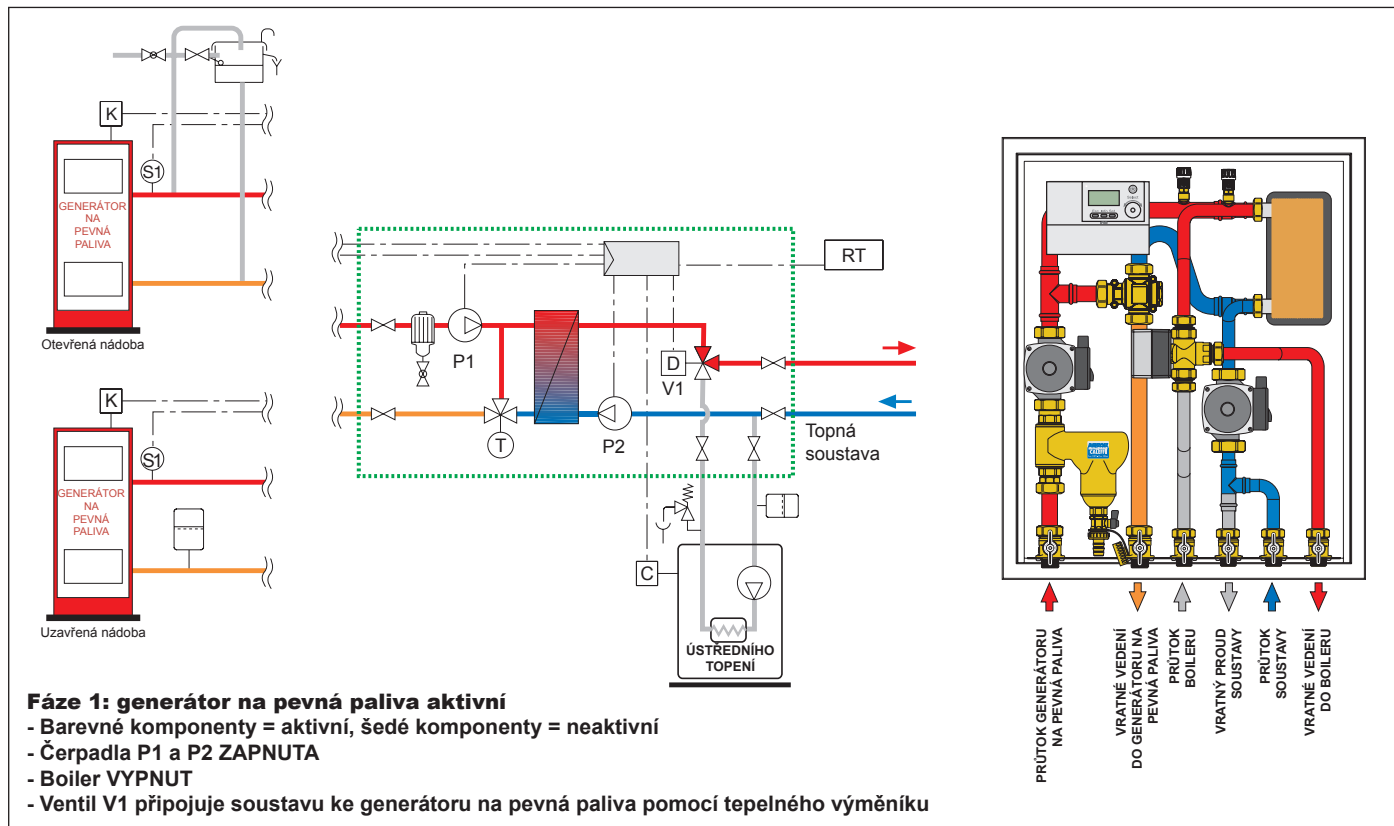 K
S1
GENERÁTOR
NA
PEVNÁ
PALIVA
Otevřená nádoba
K
S1
GENERÁTOR
NA
PEVNÁ
PALIVA
Uzavřená nádoba
RT
P1
D
V1
T
P2
Topná
soustava
C
ÚSTŘEDNÍHO
TOPENÍ
CALEFFI
PRŮTOK GENERÁTORU
NA PEVNÁ PALIVA
VRATNÉ VEDENÍ
DO GENERÁTORU NA
PEVNÁ PALIVA
PRŮTOK
BOILERU
VRATNÝ PROUD
SOUSTAVY
PRŮTOK
SOUSTAVY
VRATNÉ VEDENÍ
DO BOILERU
Fáze 1: generátor na pevná paliva aktivní
- Barevné komponenty = aktivní, šedé komponenty = neaktivní
- Čerpadla P1 a P2 ZAPNUTA
- Boiler VYPNUT
- Ventil V1 připojuje soustavu ke generátoru na pevná paliva pomocí tepelného výměníku